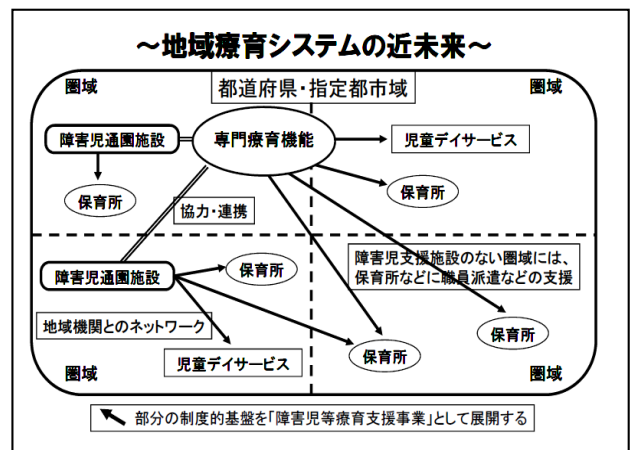 ～地域療育システムの近未来～
圏域
都道府県・指定都市域
圏域
障害児通園施設
専門療育機能
児童デイサービス
保育所
保育所
協力・連携
障害児通園施設
保育所
障害児支援施設のない圏域には、
保育所などに職員派遣などの支援
地域機関とのネットワーク
保育所
児童デイサービス
保育所
圏域
圏域
部分の制度的基盤を「障害児等療育支援事業」として展開する